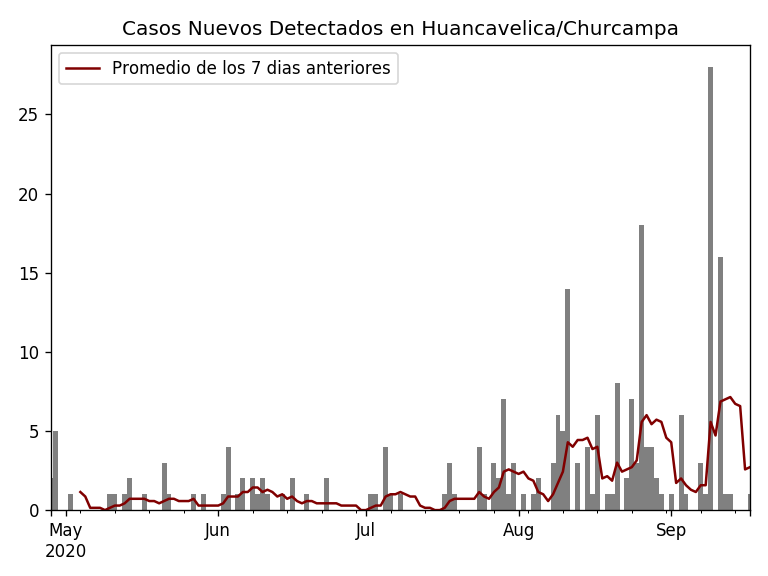 Casos Nuevos Detectados en Huancavelica/Churcampa
Promedio de los 7 dias anteriores
25
20
15
10
5
0
May Jun Jul Aug Sep
2020